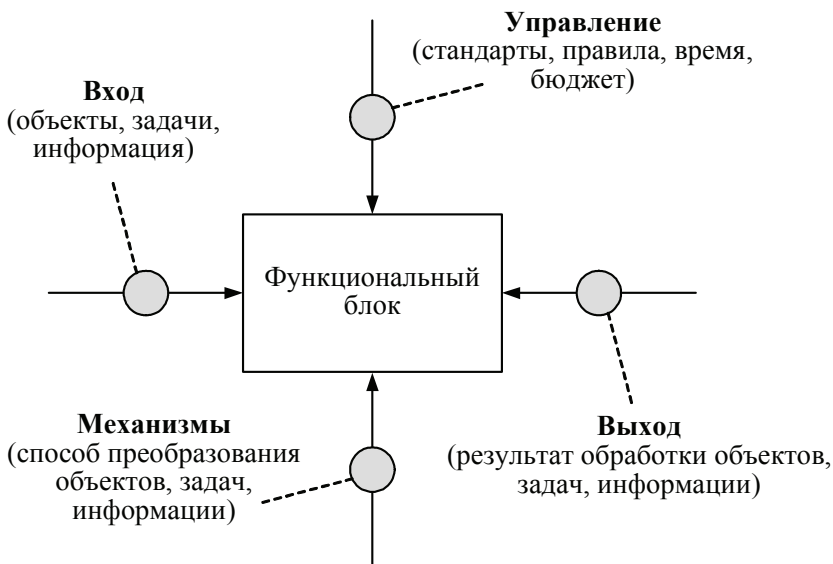 Управление
(стандарты, правила, время,
бюджет)
Вход
(объекты, задачи,
информация)
Функциональный
блок
Механизмы
(способ преобразования
объектов, задач,
информации)
Выход
(результат обработки объектов,
задач, информации)